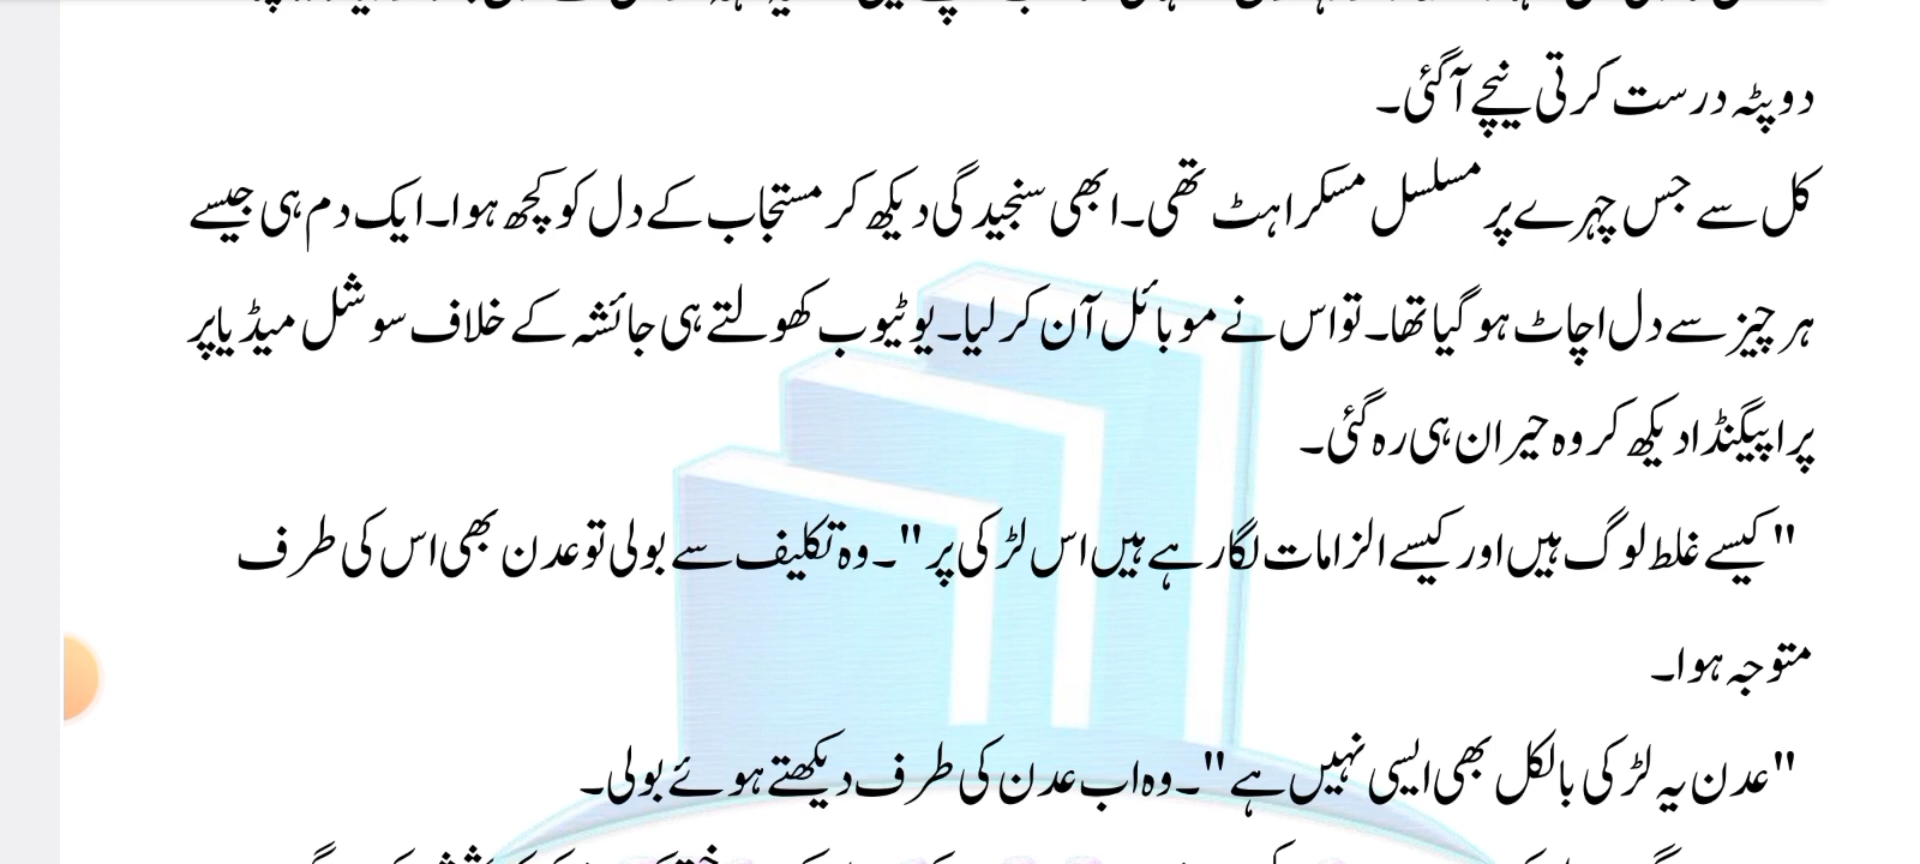 دوپٹہ درست کرتی نیچے آگئی۔
کل سے جس چہرے پر مسلسل مسکراہٹ تھی۔ ابھی سنجیدگی دیکھ کر مستجاب کے دل کو کچھ ہوا۔ ایک دم ہی جیسے
ہر چیز سے دل اچاٹ ہو گیا تھا۔ تو اس نے موبائل آن کر لیا۔ یوٹیوب کھولتے ہی جائشہ کے خلاف سوشل میڈیا پر
پراپیگنڈا دیکھ کر وہ حیران ہی رہ گئی۔
"کیسے غلط لوگ ہیں اور کیسے الزامات لگا رہے ہیں اس لڑکی پر"۔ وہ تکلیف سے بولی تو عدن بھی اس کی طرف
متوجہ ہوا۔
"عدن یہ لڑکی بالکل بھی ایسی نہیں ہے"۔ وہ اب عدن کی طرف دیکھتے ہوئے بولی۔